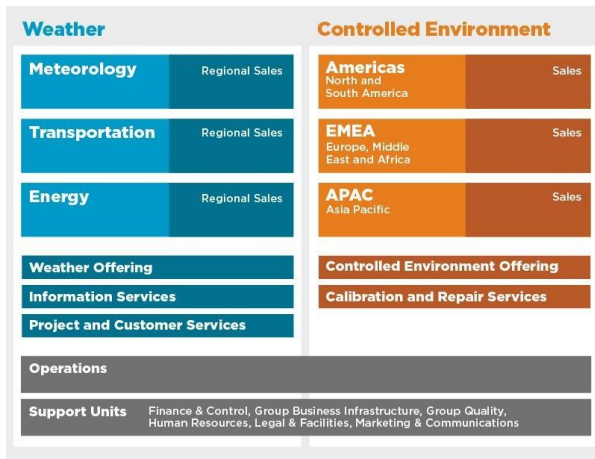 Weather
Meteorology
Regional Sales
Transportation
Regional Sales
Energy
Regional Sales
Weather Offering
Information Services
Project and Customer Services
Controlled Environment
Americas
North and
South America
Sales
EMEA
Europe, Middle
East and Africa
Sales
APAC
Asia Pacific
Sales
Controlled Environment Offering
Calibration and Repair Services
Operations
Support Units
Finance & Control, Group Business Infrastructure, Group Quality,
Human Resources, Legal & Facilities, Marketing & Communications